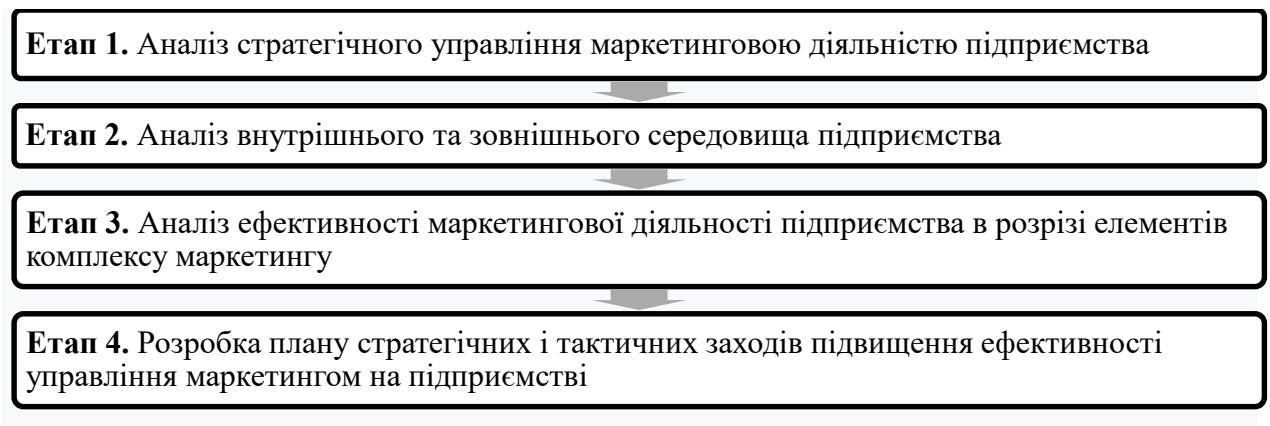 Етап 1. Аналіз стратегічного управління маркетинговою діяльністю підприємства
Етап 2. Аналіз внутрішнього та зовнішнього середовища підприємства
Етап 3. Аналіз ефективності маркетингової діяльності підприємства в розрізі елементів
комплексу маркетингу
Етап 4. Розробка плану стратегічних і тактичних заходів підвищення ефективності
управління маркетингом на підприємстві